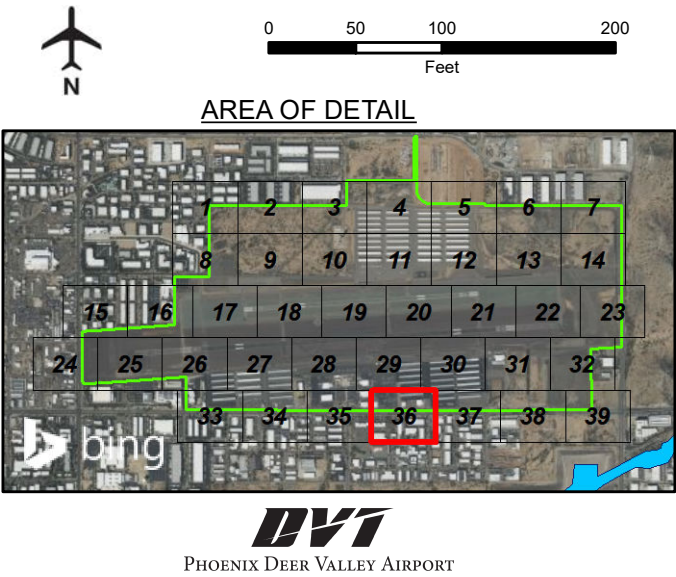 0 50 100 200
Feet
N
AREA OF DETAIL
1 2 3 4 5 6 7
8 9 10 11 12 13 14
15 16 17 18 19 20 21 22 23
24 25 26 27 28 29 30 31 32
33 34 35 36 37 38 39
bing
DVT
PHOENIX DEER VALLEY AIRPORT